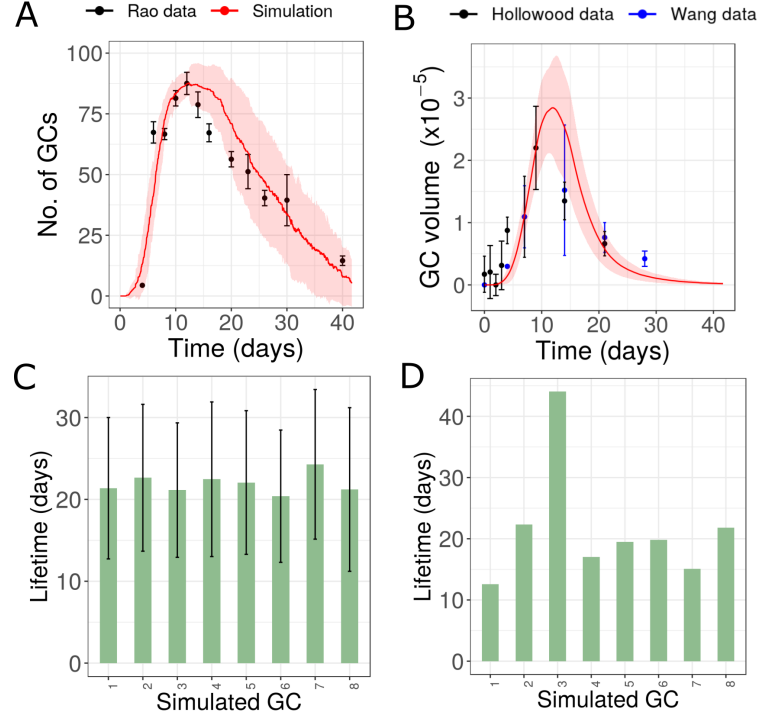 A
Rao data
Simulation
100
75
50
25
0
No. of GCs
0 10 20 30 40
Time (days)
B
Hollowood data
Wang data
3
2
1
0
GC volume (x10⁻⁵)
0 10 20 30 40
Time (days)
C
30
20
10
0
Lifetime (days)
1 2 3 4 5 6 7 8
Simulated GC
D
40
30
20
10
0
Lifetime (days)
1 2 3 4 5 6 7 8
Simulated GC